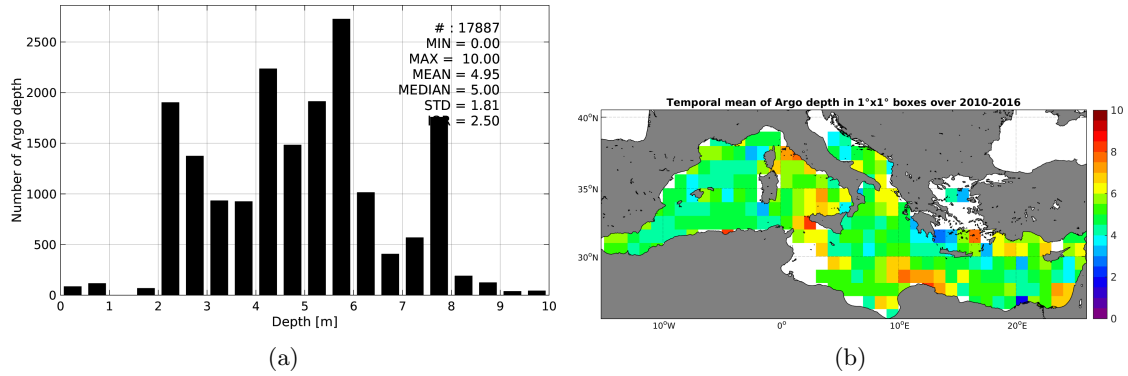 # : 17887
MIN = 0.00
MAX = 10.00
MEAN = 4.95
MEDIAN = 5.00
STD = 1.81
= 2.50
Number of Argo depth
2500
2000
1500
1000
500
0
0 1 2 3 4 5 6 7 8 9 10
Depth [m]
(a)
Temporal mean of Argo depth in 1°x1° boxes over 2010-2016
40°N
35°N
30°N
10°W 0° 10°E 20°E
10
8
6
4
2
0
(b)